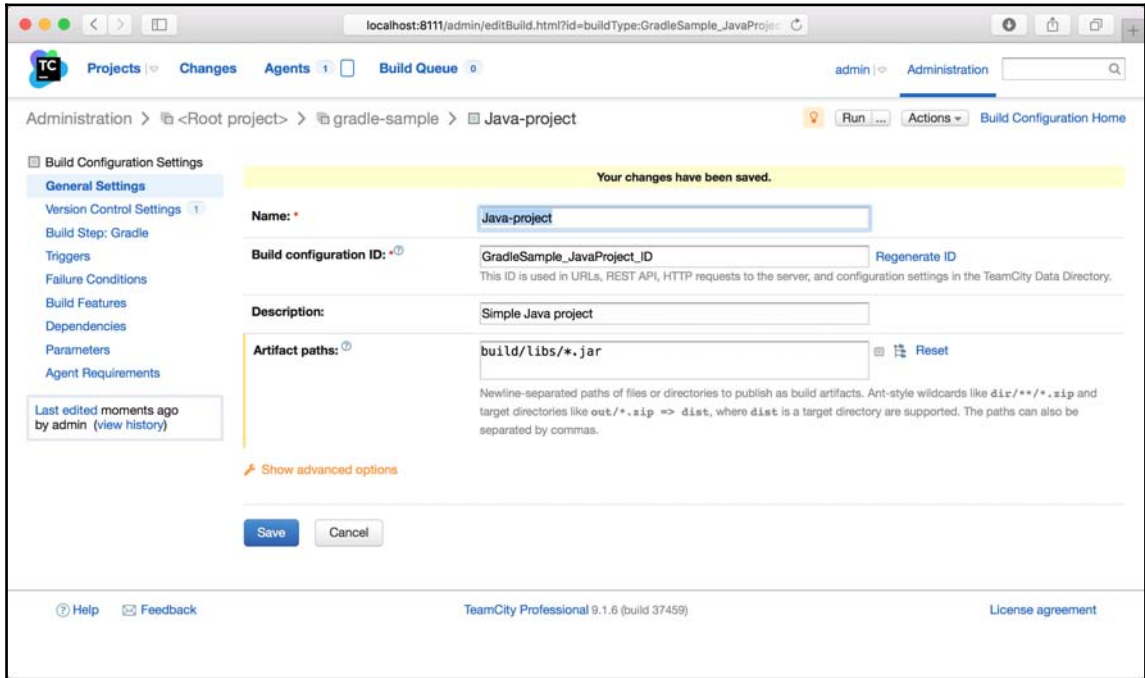 localhost:8111/admin/editBuild.html?id=buildType:GradleSample_JavaProjec
TC
Projects Changes Agents 1 Build Queue 0 admin Administration
Administration > <Root project> > gradle-sample > Java-project Run ... Actions Build Configuration Home
Build Configuration Settings
General Settings
Version Control Settings 1
Build Step: Gradle
Triggers
Failure Conditions
Build Features
Dependencies
Parameters
Agent Requirements
Last edited moments ago
by admin (view history)
Your changes have been saved.
Name: * Java-project
Build configuration ID: * GradleSample_JavaProject_ID Regenerate ID
This ID is used in URLs, REST API, HTTP requests to the server, and configuration settings in the TeamCity Data Directory.
Description: Simple Java project
Artifact paths: build/libs/*.jar Reset
Newline-separated paths of files or directories to publish as build artifacts. Ant-style wildcards like dir/**/*.zip and
target directories like out/*.zip => dist, where dist is a target directory are supported. The paths can also be
separated by commas.
Show advanced options
Save Cancel
Help Feedback TeamCity Professional 9.1.6 (build 37459) License agreement